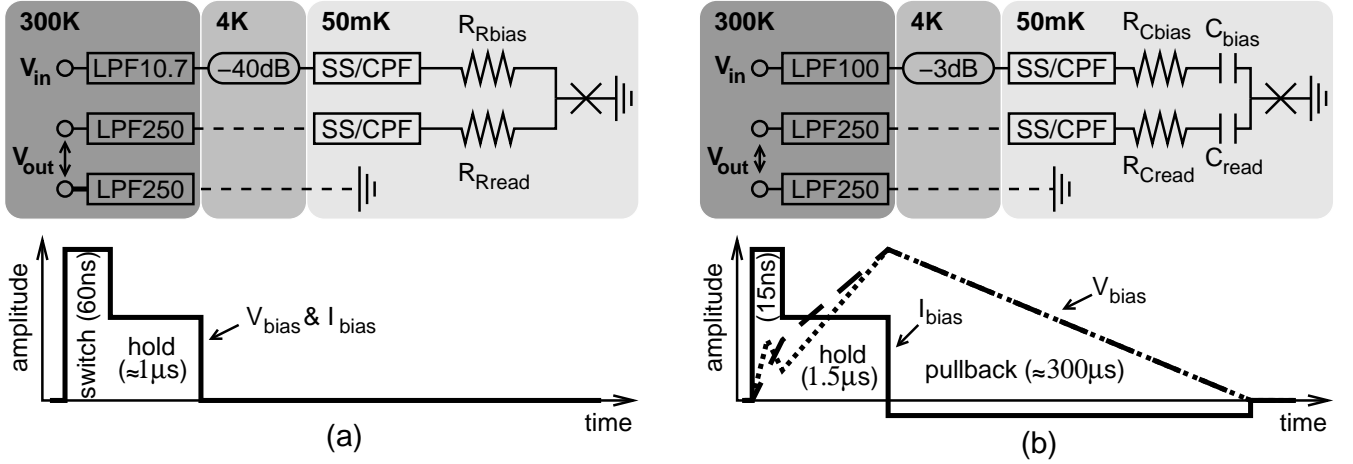 300K 4K 50mK
R_Rbias
V_in LPF10.7 −40dB SS/CPF
LPF250 SS/CPF
V_out
R_Rread
LPF250
amplitude
switch (60ns)
hold
(≈1μs)
V_bias & I_bias
time
(a)
300K 4K 50mK
R_Cbias C_bias
V_in LPF100 −3dB SS/CPF
LPF250 SS/CPF
V_out
R_Cread C_read
LPF250
amplitude
(15ns)
hold
(1.5μs)
I_bias
V_bias
pullback (≈300μs)
time
(b)